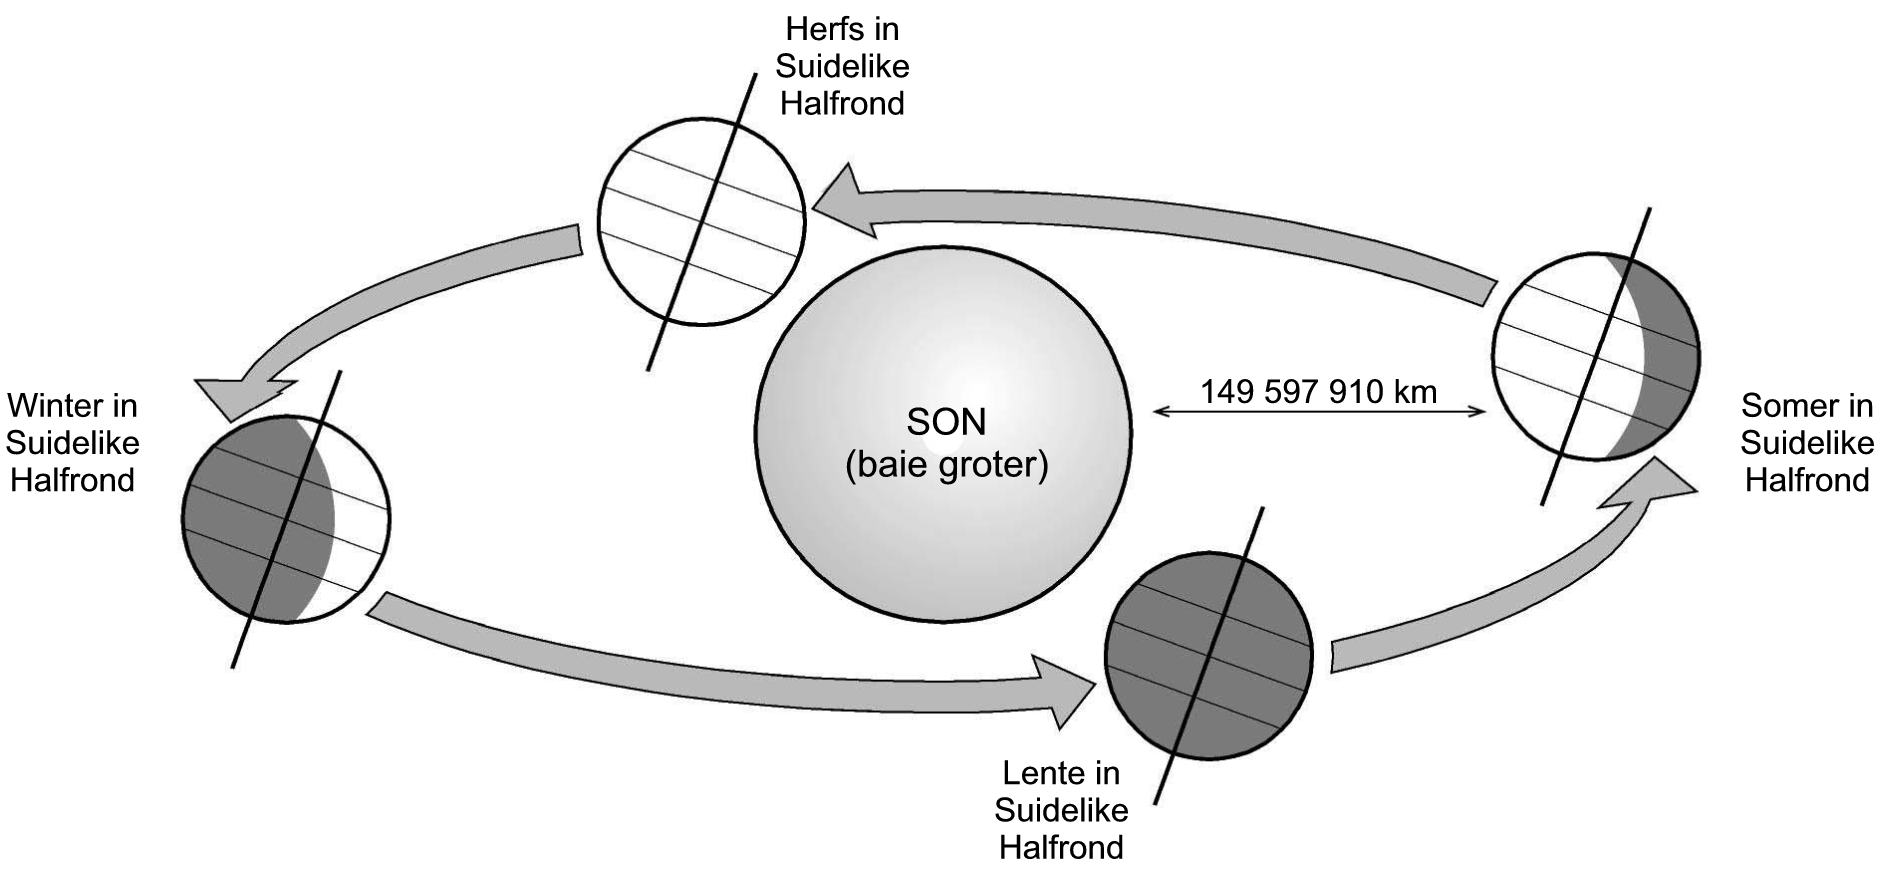 Herfs in
Suidelike
Halfrond
Winter in
Suidelike
Halfrond
SON
(baie groter)
149 597 910 km
Somer in
Suidelike
Halfrond
Lente in
Suidelike
Halfrond